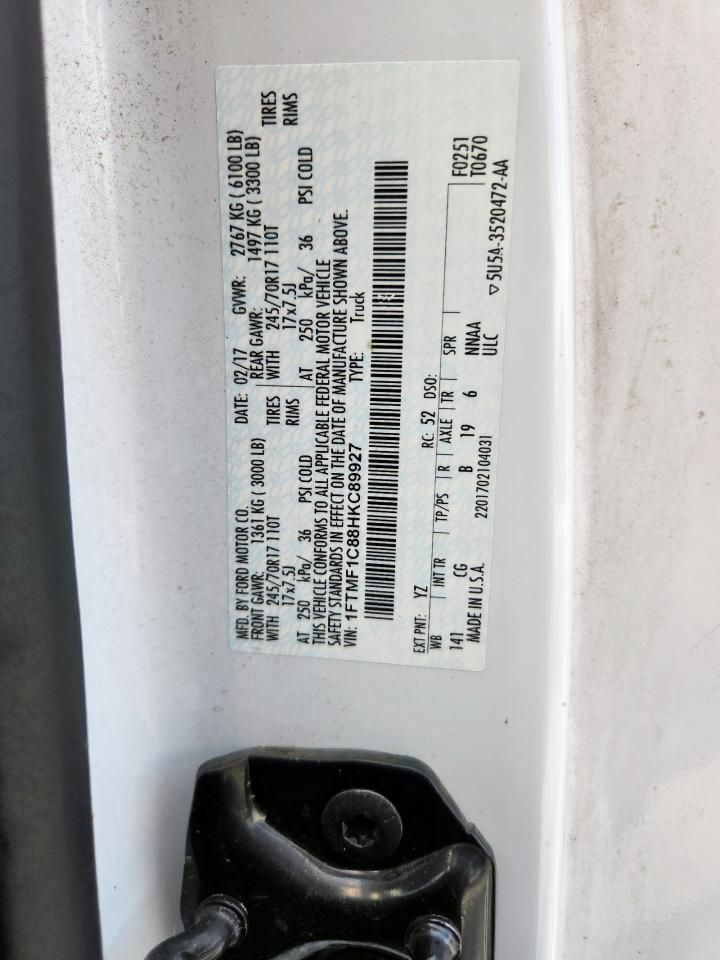 MFD. BY FORD MOTOR CO. DATE: 02/17 GVWR: 2767 KG ( 6100 LB)
FRONT GAWR: 1361 KG ( 3000 LB) REAR GAWR: 1497 KG ( 3300 LB)
WITH 245/70R17 110T TIRES WITH 245/70R17 110T TIRES
17x7.5J RIMS 17x7.5J RIMS
AT 250 kPa/ 36 PSI COLD AT 250 kPa/ 36 PSI COLD
THIS VEHICLE CONFORMS TO ALL APPLICABLE FEDERAL MOTOR VEHICLE
SAFETY STANDARDS IN EFFECT ON THE DATE OF MANUFACTURE SHOWN ABOVE.
VIN: 1FTMF1C88HKC89927 TYPE: Truck
EXT PNT: YZ RC: 52 DSO: F0251
WB INT TR TP/PS R AXLE TR SPR T0670
141 CG B 19 6 NNAA
MADE IN U.S.A. 2201702104031 ULC ▽5U5A-3520472-AA